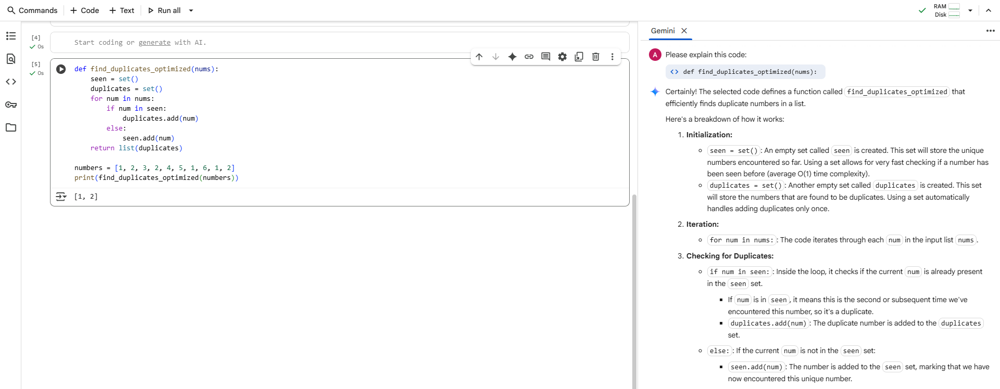 Commands + Code + Text Run all
RAM
Disk
[4]
0s
Start coding or generate with AI.
[5]
0s
def find_duplicates_optimized(nums):
    seen = set()
    duplicates = set()
    for num in nums:
        if num in seen:
            duplicates.add(num)
        else:
            seen.add(num)
    return list(duplicates)
numbers = [1, 2, 3, 2, 4, 5, 1, 6, 1, 2]
print(find_duplicates_optimized(numbers))
[1, 2]
Gemini
A Please explain this code:
<> def find_duplicates_optimized(nums):
Certainly! The selected code defines a function called find_duplicates_optimized that
efficiently finds duplicate numbers in a list.
Here's a breakdown of how it works:
1. Initialization:
seen = set() : An empty set called seen is created. This set will store the unique
numbers encountered so far. Using a set allows for very fast checking if a number has
been seen before (average O(1) time complexity).
duplicates = set() : Another empty set called duplicates is created. This set
will store the numbers that are found to be duplicates. Using a set automatically
handles adding duplicates only once.
2. Iteration:
for num in nums: : The code iterates through each num in the input list nums .
3. Checking for Duplicates:
if num in seen: : Inside the loop, it checks if the current num is already present
in the seen set.
If num is in seen , it means this is the second or subsequent time we've
encountered this number, so it's a duplicate.
duplicates.add(num) : The duplicate number is added to the duplicates
set.
else: : If the current num is not in the seen set:
seen.add(num) : The number is added to the seen set, marking that we have
now encountered this unique number.